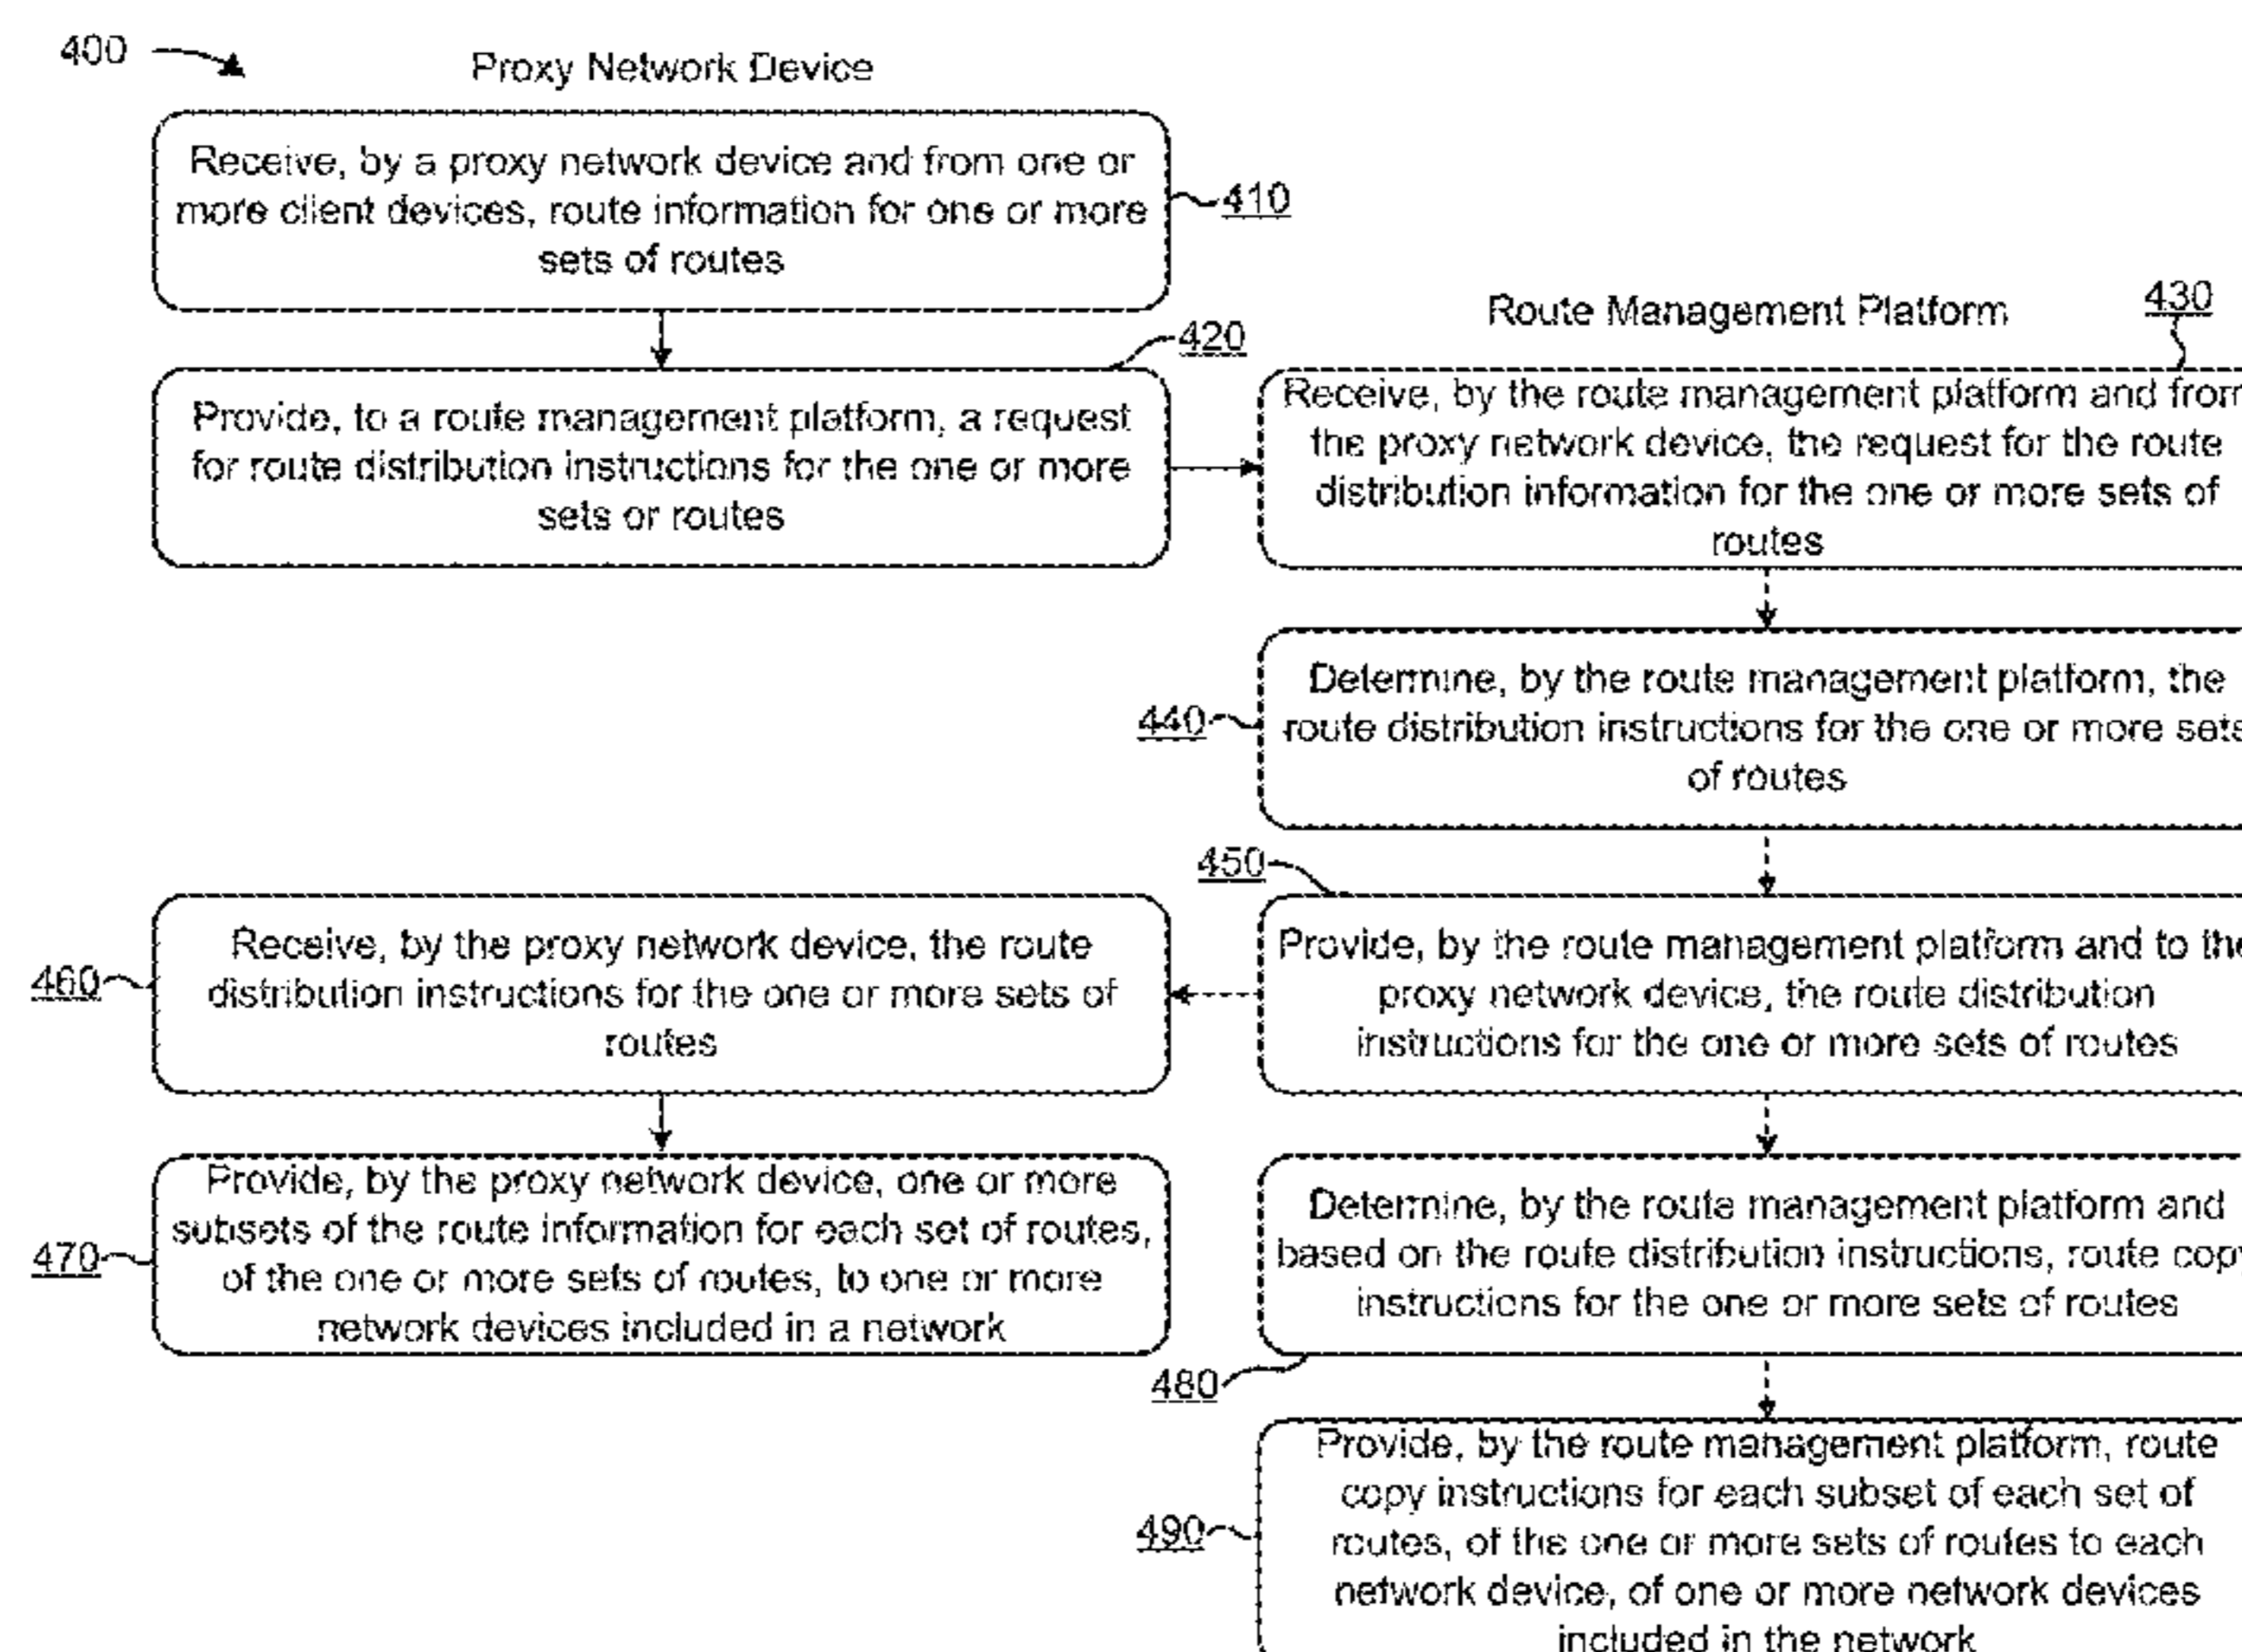 400
Proxy Network Device
Receive, by a proxy network device and from one or
more client devices, route information for one or more
sets of routes
410
420
Provide, to a route management platform, a request
for route distribution instructions for the one or more
sets or routes
Route Management Platform
430
Receive, by the route management platform and from
the proxy network device, the request for the route
distribution information for the one or more sets of
routes
440
Determine, by the route management platform, the
route distribution instructions for the one or more sets
of routes
450
Provide, by the route management platform and to the
proxy network device, the route distribution
instructions for the one or more sets of routes
460
Receive, by the proxy network device, the route
distribution instructions for the one or more sets of
routes
470
Provide, by the proxy network device, one or more
subsets of the route information for each set of routes,
of the one or more sets of routes, to one or more
network devices included in a network
Determine, by the route management platform and
based on the route distribution instructions, route copy
instructions for the one or more sets of routes
480
490
Provide, by the route management platform, route
copy instructions for each subset of each set of
routes, of the one or more sets of routes to each
network device, of one or more network devices
included in the network